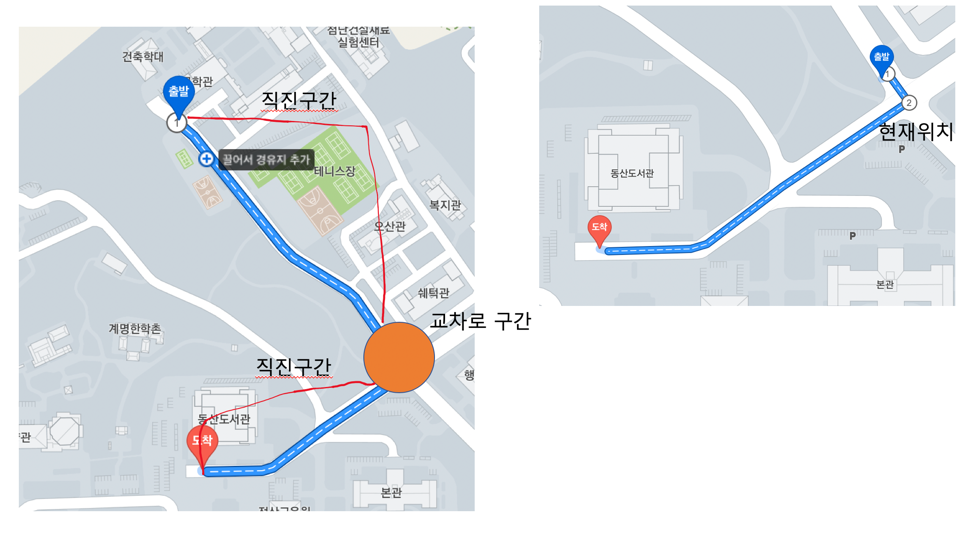 첨단건설재료
실험센터
건축학대
공학관
출발
1
직진구간
끌어서 경유지 추가
테니스장
복지관
오산관
쉐턱관
교차로 구간
계명한학촌
직진구간
행
동산도서관
관
도착
본관
출발
1
2
현재위치
P
동산도서관
도착
P
본관